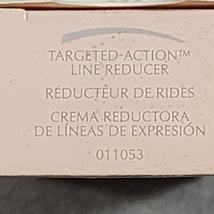 TARGETED-ACTION™
LINE REDUCER
RÉDUCTEUR DE RIDES
CREMA REDUCTORA
DE LÍNEAS DE EXPRESIÓN
011053